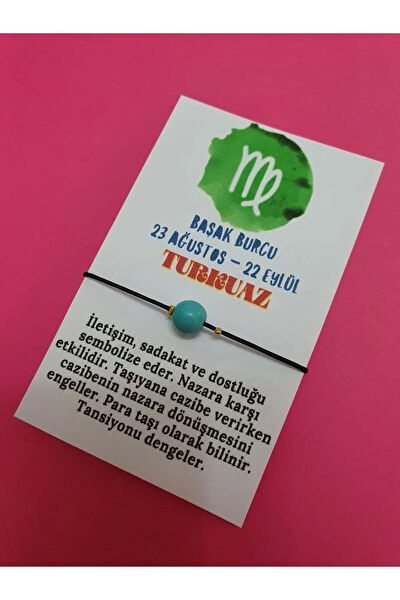 BAŞAK BURCU
23 AĞUSTOS – 22 EYLÜL
TURKUAZ
İletişim, sadakat ve dostluğu
sembolize eder. Nazara karşı
etkilidir. Taşıyana cazibe verirken
cazibenin nazara dönüşmesini
engeller. Para taşı olarak bilinir.
Tansiyonu dengeler.